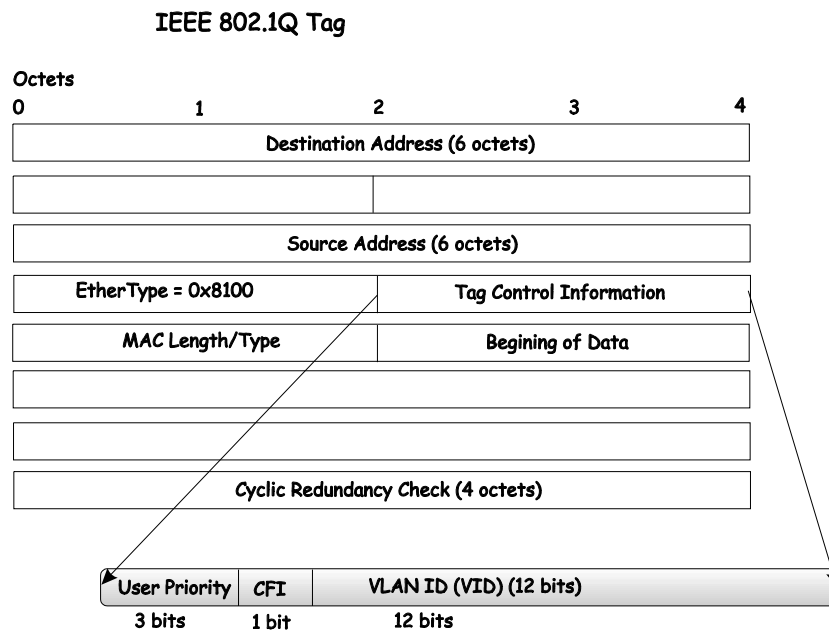 IEEE 802.1Q Tag
Octets
0 1 2 3 4
Destination Address (6 octets)
Source Address (6 octets)
EtherType = 0x8100 Tag Control Information
MAC Length/Type Begining of Data
Cyclic Redundancy Check (4 octets)
User Priority CFI VLAN ID (VID) (12 bits)
3 bits 1 bit 12 bits